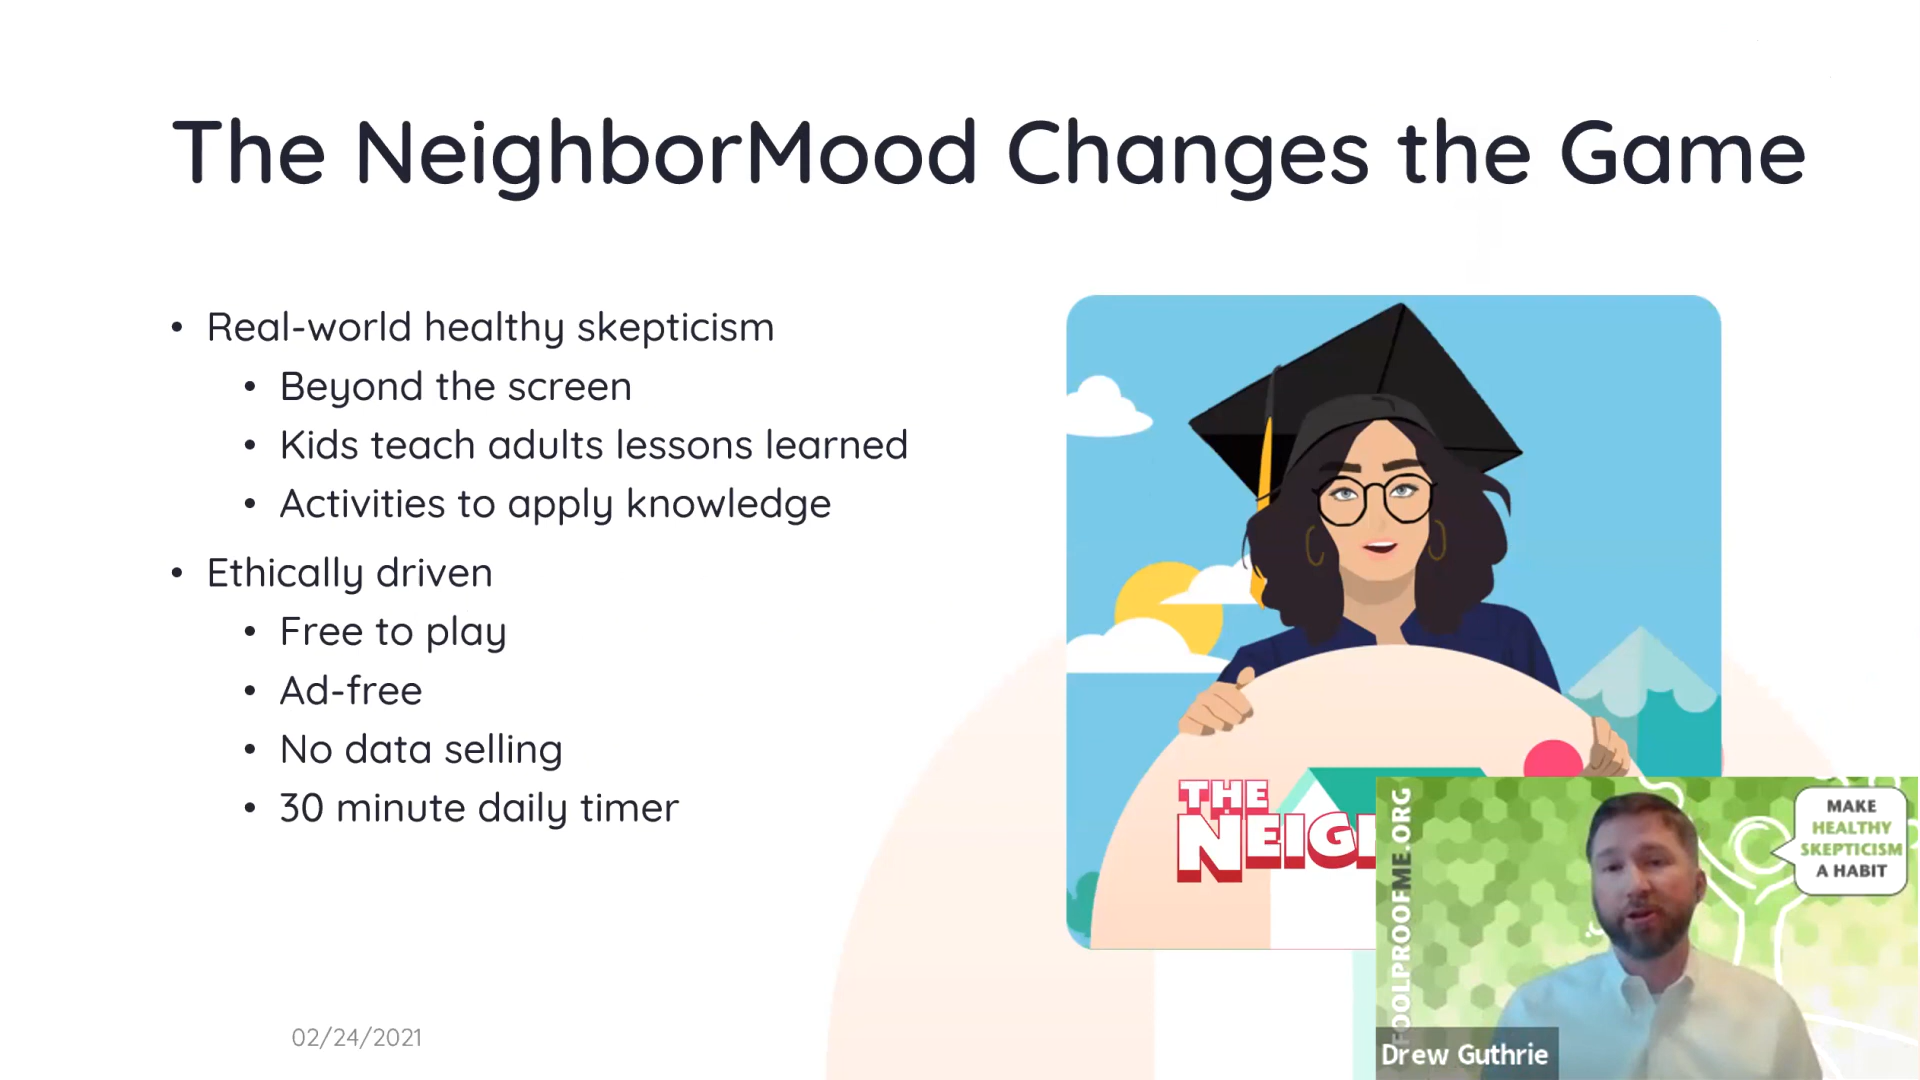 The NeighborMood Changes the Game
• Real-world healthy skepticism
• Beyond the screen
• Kids teach adults lessons learned
• Activities to apply knowledge
• Ethically driven
• Free to play
• Ad-free
• No data selling
• 30 minute daily timer
THE
NEIG
FOOLPROOFME.ORG
MAKE
HEALTHY
SKEPTICISM
A HABIT
Drew Guthrie
02/24/2021